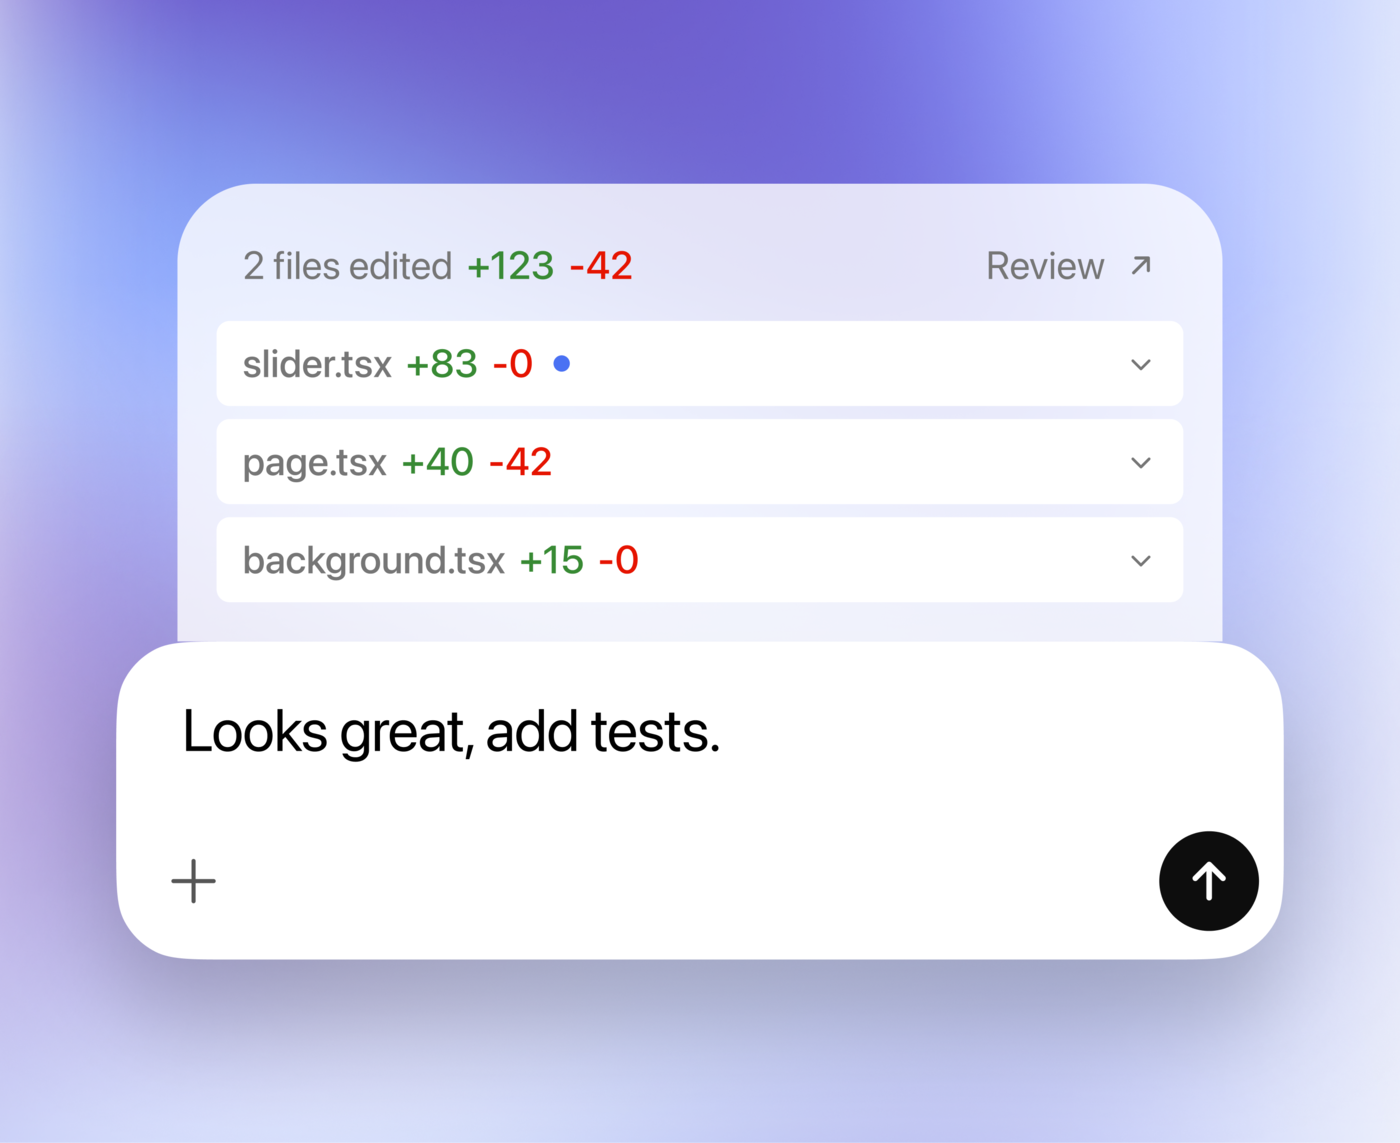 2 files edited +123 -42
Review
slider.tsx +83 -0
page.tsx +40 -42
background.tsx +15 -0
Looks great, add tests.